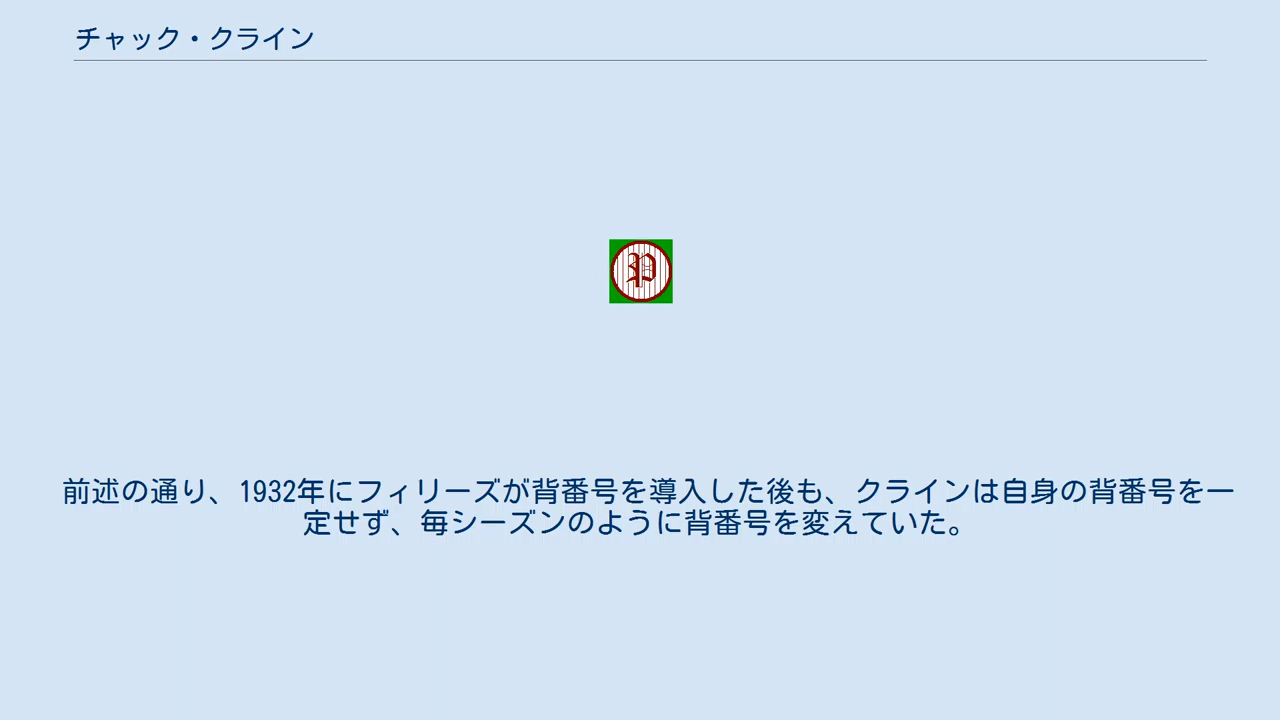 チャック・クライン
P
前述の通り、1932年にフィリーズが背番号を導入した後も、クラインは自身の背番号を一
定せず、毎シーズンのように背番号を変えていた。